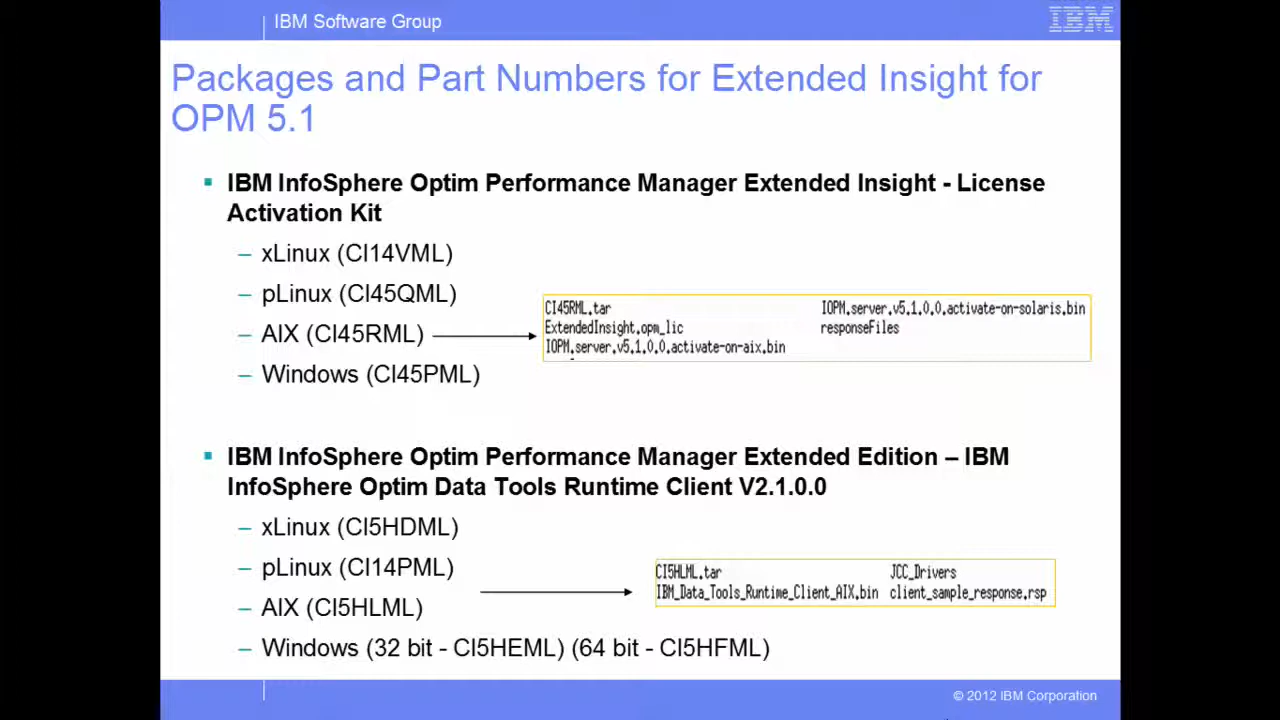 IBM Software Group
IBM
Packages and Part Numbers for Extended Insight for
OPM 5.1
IBM InfoSphere Optim Performance Manager Extended Insight - License
Activation Kit
– xLinux (CI14VML)
– pLinux (CI45QML)
– AIX (CI45RML)
– Windows (CI45PML)
CI45RML.tar IOPM.server.v5.1.0.0.activate-on-solaris.bin
ExtendedInsight.opm_lic responseFiles
IOPM.server.v5.1.0.0.activate-on-aix.bin
IBM InfoSphere Optim Performance Manager Extended Edition – IBM
InfoSphere Optim Data Tools Runtime Client V2.1.0.0
– xLinux (CI5HDML)
– pLinux (CI14PML)
– AIX (CI5HLML)
– Windows (32 bit - CI5HEML) (64 bit - CI5HFML)
CI5HLML.tar JCC_Drivers
IBM_Data_Tools_Runtime_Client_AIX.bin client_sample_response.rsp
© 2012 IBM Corporation